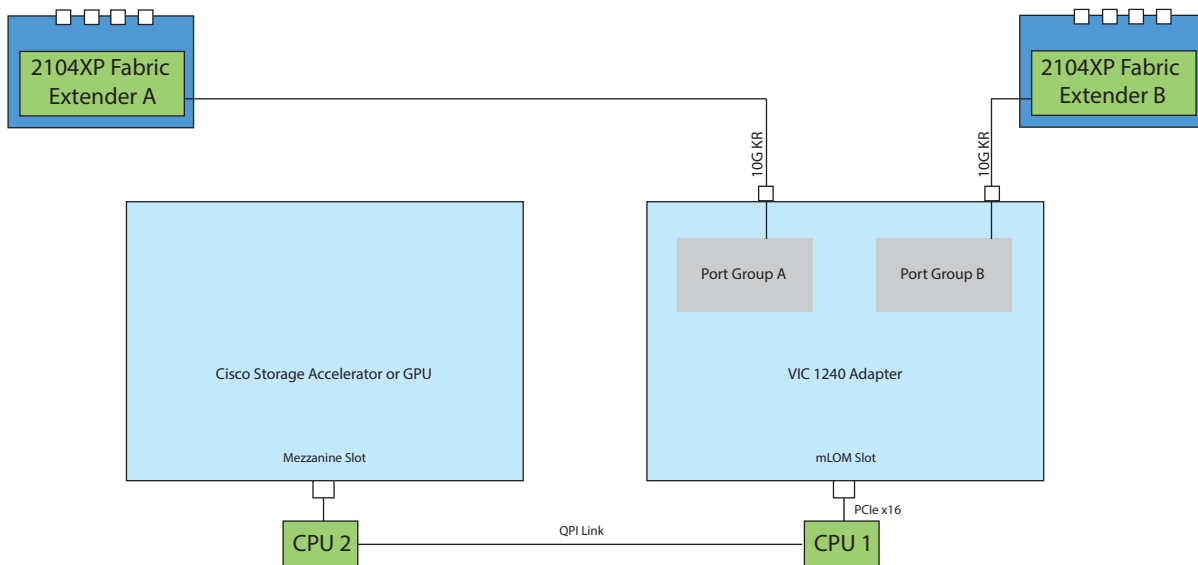 2104XP Fabric
Extender A
2104XP Fabric
Extender B
10G KR
10G KR
Port Group A
Port Group B
Cisco Storage Accelerator or GPU
VIC 1240 Adapter
Mezzanine Slot
mLOM Slot
PCIe x16
QPI Link
CPU 2
CPU 1